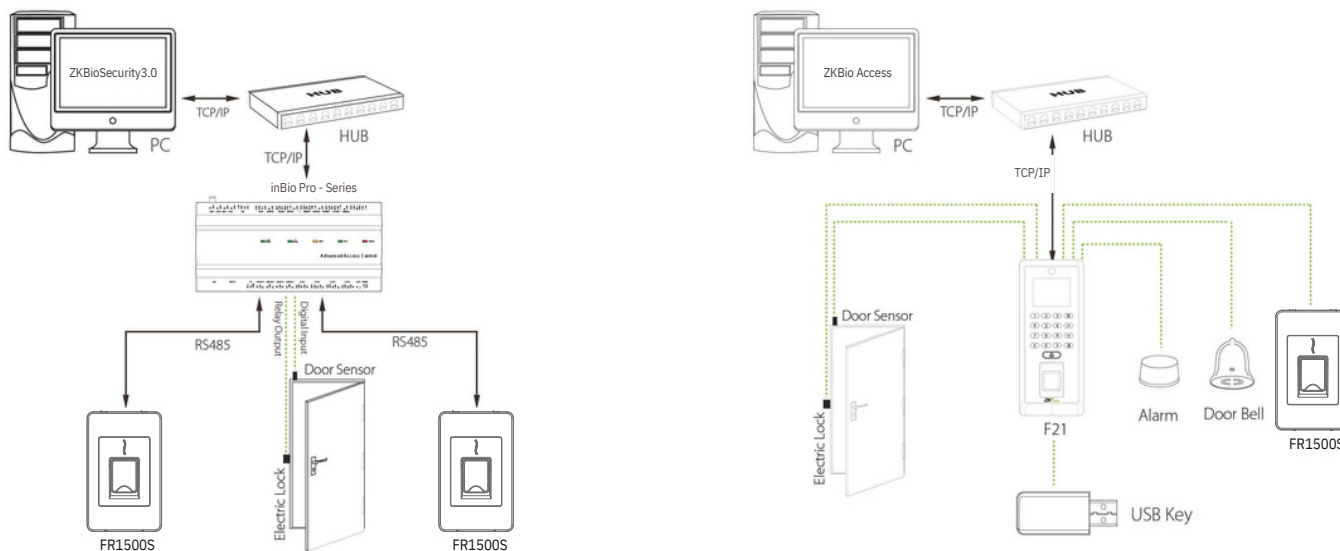 ZKBioSecurity3.0
TCP/IP
PC
HUB
HUB
TCP/IP
inBio Pro - Series
Advanced Access Control
RS485
Relay Output
Digital Input
RS485
Door Sensor
Electric Lock
FR1500S
FR1500S
ZKBio Access
TCP/IP
PC
HUB
HUB
TCP/IP
Door Sensor
Electric Lock
F21
Alarm
Door Bell
FR1500S
USB Key